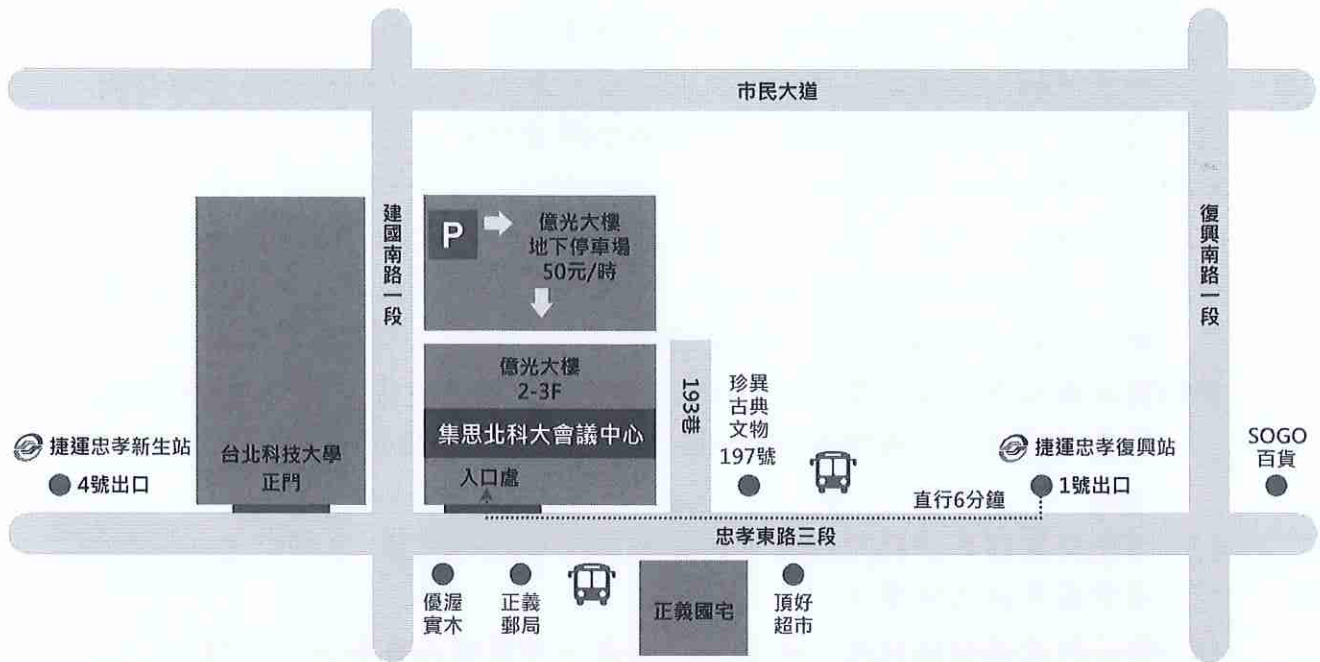 市民大道
建國南路一段
復興南路一段
P
億光大樓
地下停車場
50元/時
億光大樓
2-3F
集思北科大會議中心
入口處
193巷
珍異
古典
文物
197號
捷運忠孝新生站
4號出口
台北科技大學
正門
捷運忠孝復興站
1號出口
直行6分鐘
SOGO
百貨
忠孝東路三段
優渥
實木
正義
郵局
正義國宅
頂好
超市